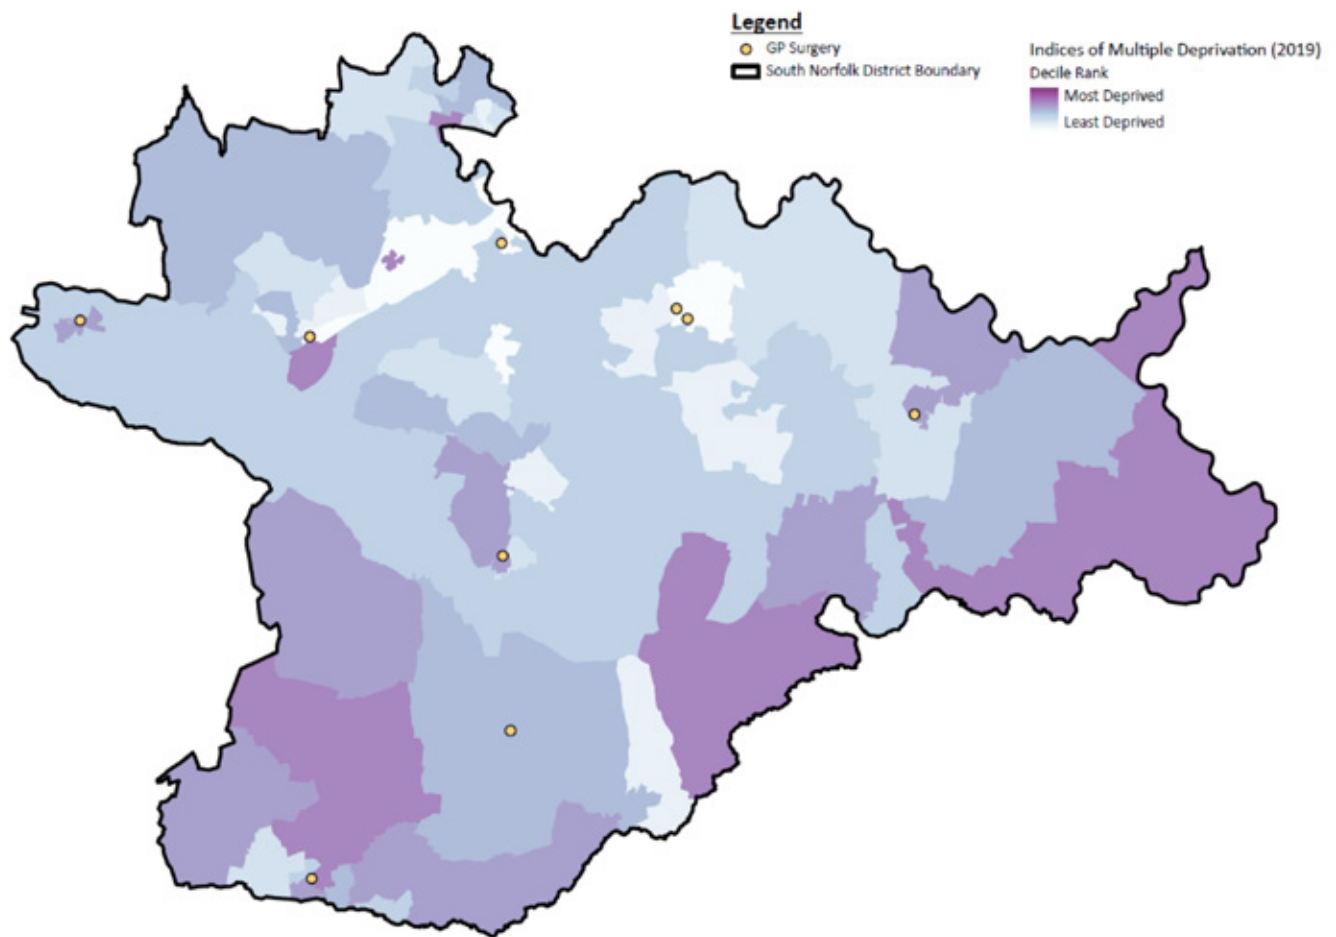 Legend
GP Surgery
South Norfolk District Boundary
Indices of Multiple Deprivation (2019)
Decile Rank
Most Deprived
Least Deprived